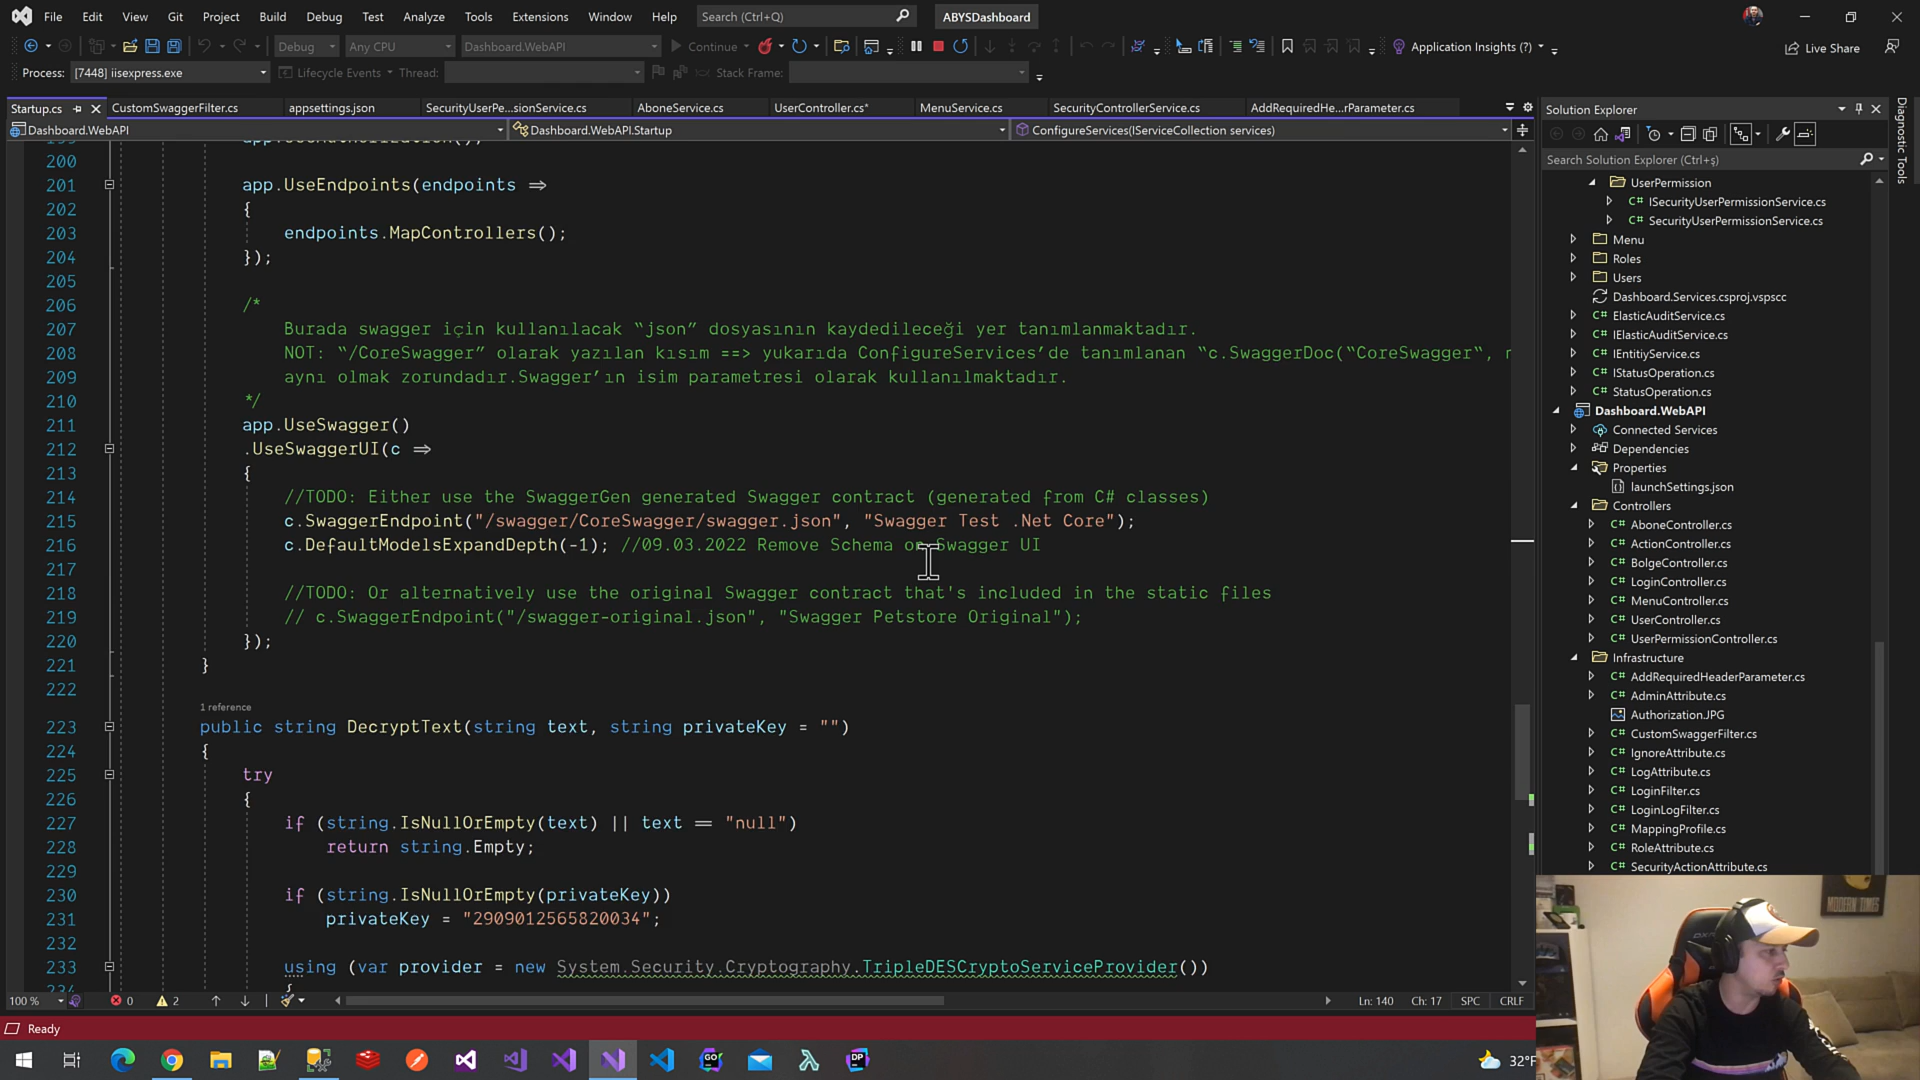 File Edit View Git Project Build Debug Test Analyze Tools Extensions Window Help Search (Ctrl+Q) ABYSDashboard
Debug Any CPU Dashboard.WebAPI Continue Application Insights (?) Live Share
Process: [7448] iisexpress.exe Lifecycle Events Thread: Stack Frame:
Startup.cs CustomSwaggerFilter.cs appsettings.json SecurityUserPe...sionService.cs AboneService.cs UserController.cs* MenuService.cs SecurityControllerService.cs AddRequiredHe...rParameter.cs
Dashboard.WebAPI Dashboard.WebAPI.Startup ConfigureServices(IServiceCollection services)
199 app.UseAuthorization();
200
201 app.UseEndpoints(endpoints =>
202 {
203 endpoints.MapControllers();
204 });
205
206 /*
207 Burada swagger için kullanılacak “json” dosyasının kaydedileceği yer tanımlanmaktadır.
208 NOT: “/CoreSwagger” olarak yazılan kısım ==> yukarıda ConfigureServices’de tanımlanan “c.SwaggerDoc(“CoreSwagger“, n
209 aynı olmak zorundadır.Swagger’ın isim parametresi olarak kullanılmaktadır.
210 */
211 app.UseSwagger()
212 .UseSwaggerUI(c =>
213 {
214 //TODO: Either use the SwaggerGen generated Swagger contract (generated from C# classes)
215 c.SwaggerEndpoint("/swagger/CoreSwagger/swagger.json", "Swagger Test .Net Core");
216 c.DefaultModelsExpandDepth(-1); //09.03.2022 Remove Schema on Swagger UI
217
218 //TODO: Or alternatively use the original Swagger contract that's included in the static files
219 // c.SwaggerEndpoint("/swagger-original.json", "Swagger Petstore Original");
220 });
221 }
222
1 reference
223 public string DecryptText(string text, string privateKey = "")
224 {
225 try
226 {
227 if (string.IsNullOrEmpty(text) || text == "null")
228 return string.Empty;
229
230 if (string.IsNullOrEmpty(privateKey))
231 privateKey = "2909012565820034";
232
233 using (var provider = new System.Security.Cryptography.TripleDESCryptoServiceProvider())
234 {
100 % 0 2 Ln: 140 Ch: 17 SPC CRLF
Ready
Solution Explorer
Search Solution Explorer (Ctrl+ş)
UserPermission
C# ISecurityUserPermissionService.cs
C# SecurityUserPermissionService.cs
Menu
Roles
Users
Dashboard.Services.csproj.vspscc
C# ElasticAuditService.cs
C# IElasticAuditService.cs
C# IEntitiyService.cs
C# IStatusOperation.cs
C# StatusOperation.cs
Dashboard.WebAPI
Connected Services
Dependencies
Properties
launchSettings.json
Controllers
C# AboneController.cs
C# ActionController.cs
C# BolgeController.cs
C# LoginController.cs
C# MenuController.cs
C# UserController.cs
C# UserPermissionController.cs
Infrastructure
C# AddRequiredHeaderParameter.cs
C# AdminAttribute.cs
Authorization.JPG
C# CustomSwaggerFilter.cs
C# IgnoreAttribute.cs
C# LogAttribute.cs
C# LoginFilter.cs
C# LoginLogFilter.cs
C# MappingProfile.cs
C# RoleAttribute.cs
C# SecurityActionAttribute.cs
Diagnostic Tools
MODERN TIMES
GO
DP
32°F